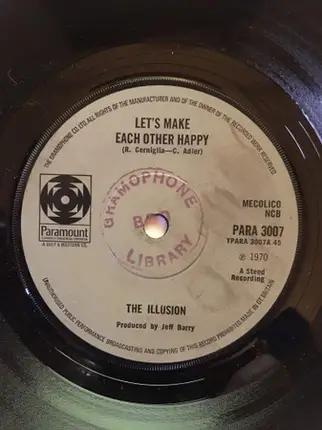 THE GRAMOPHONE CO. LTD. ALL RIGHTS OF THE MANUFACTURER AND OF THE OWNER OF THE RECORDED WORK RESERVED
LET'S MAKE
EACH OTHER HAPPY
(R. Cerniglia—C. Adler)
Paramount
A GULF & WESTERN CO.
GRAMOPHONE
LIBRARY
MECOLICO
NCB
PARA 3007
YPARA 3007A 45
℗ 1970
A Steed
Recording
THE ILLUSION
Produced by Jeff Barry
UNAUTHORISED PUBLIC PERFORMANCE BROADCASTING AND COPYING OF THIS RECORD PROHIBITED MADE IN GT. BRITAIN